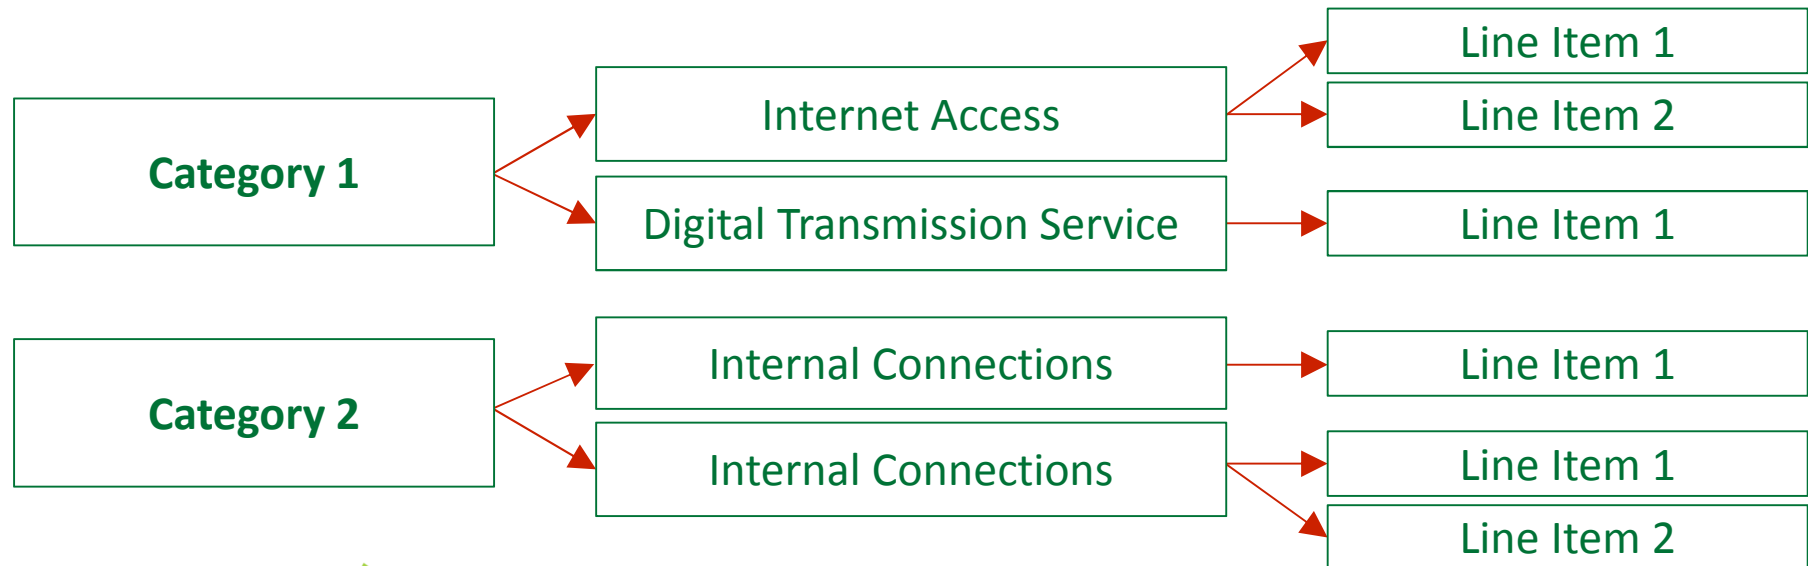 Category 1
Internet Access
Line Item 1
Line Item 2
Digital Transmission Service
Line Item 1
Category 2
Internal Connections
Line Item 1
Internal Connections
Line Item 1
Line Item 2